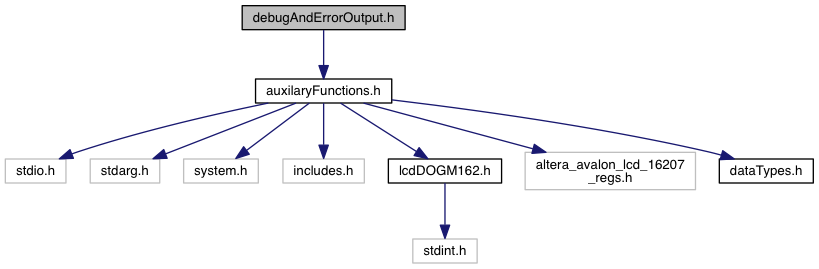 debugAndErrorOutput.h
auxilaryFunctions.h
stdio.h
stdarg.h
system.h
includes.h
lcdDOGM162.h
altera_avalon_lcd_16207
_regs.h
dataTypes.h
stdint.h